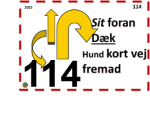 2023 114
Sit foran
Dæk
Hund kort vej
114 fremad